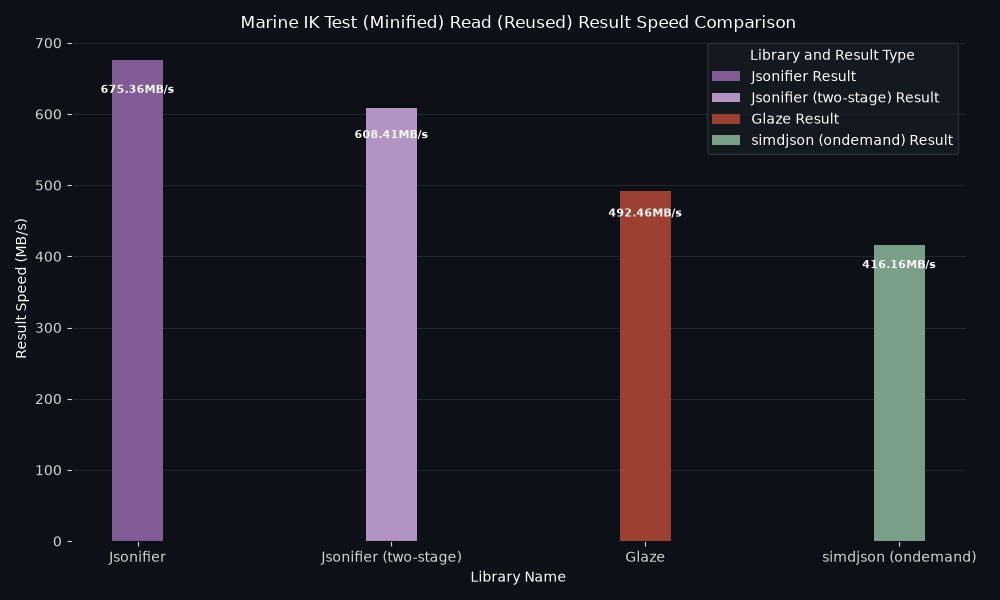 Marine IK Test (Minified) Read (Reused) Result Speed Comparison
Library and Result Type
Jsonifier Result
Jsonifier (two-stage) Result
Glaze Result
simdjson (ondemand) Result
Result Speed (MB/s)
700
600
500
400
300
200
100
0
675.36MB/s
608.41MB/s
492.46MB/s
416.16MB/s
Jsonifier
Jsonifier (two-stage)
Glaze
simdjson (ondemand)
Library Name